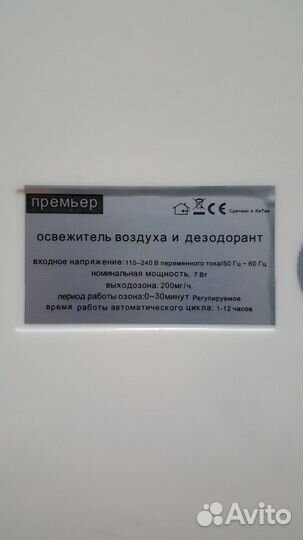 премьер
Сделано в Китае
освежитель воздуха и дезодорант
входное напряжение:110-240 В переменного тока/50 Гц~60 Гц
номинальная мощность. 7 Вт
выходозона: 200мг/ч.
период работы озона:0~30минут Регулируемое
время работы автоматического цикла: 1-12 часов
Avito